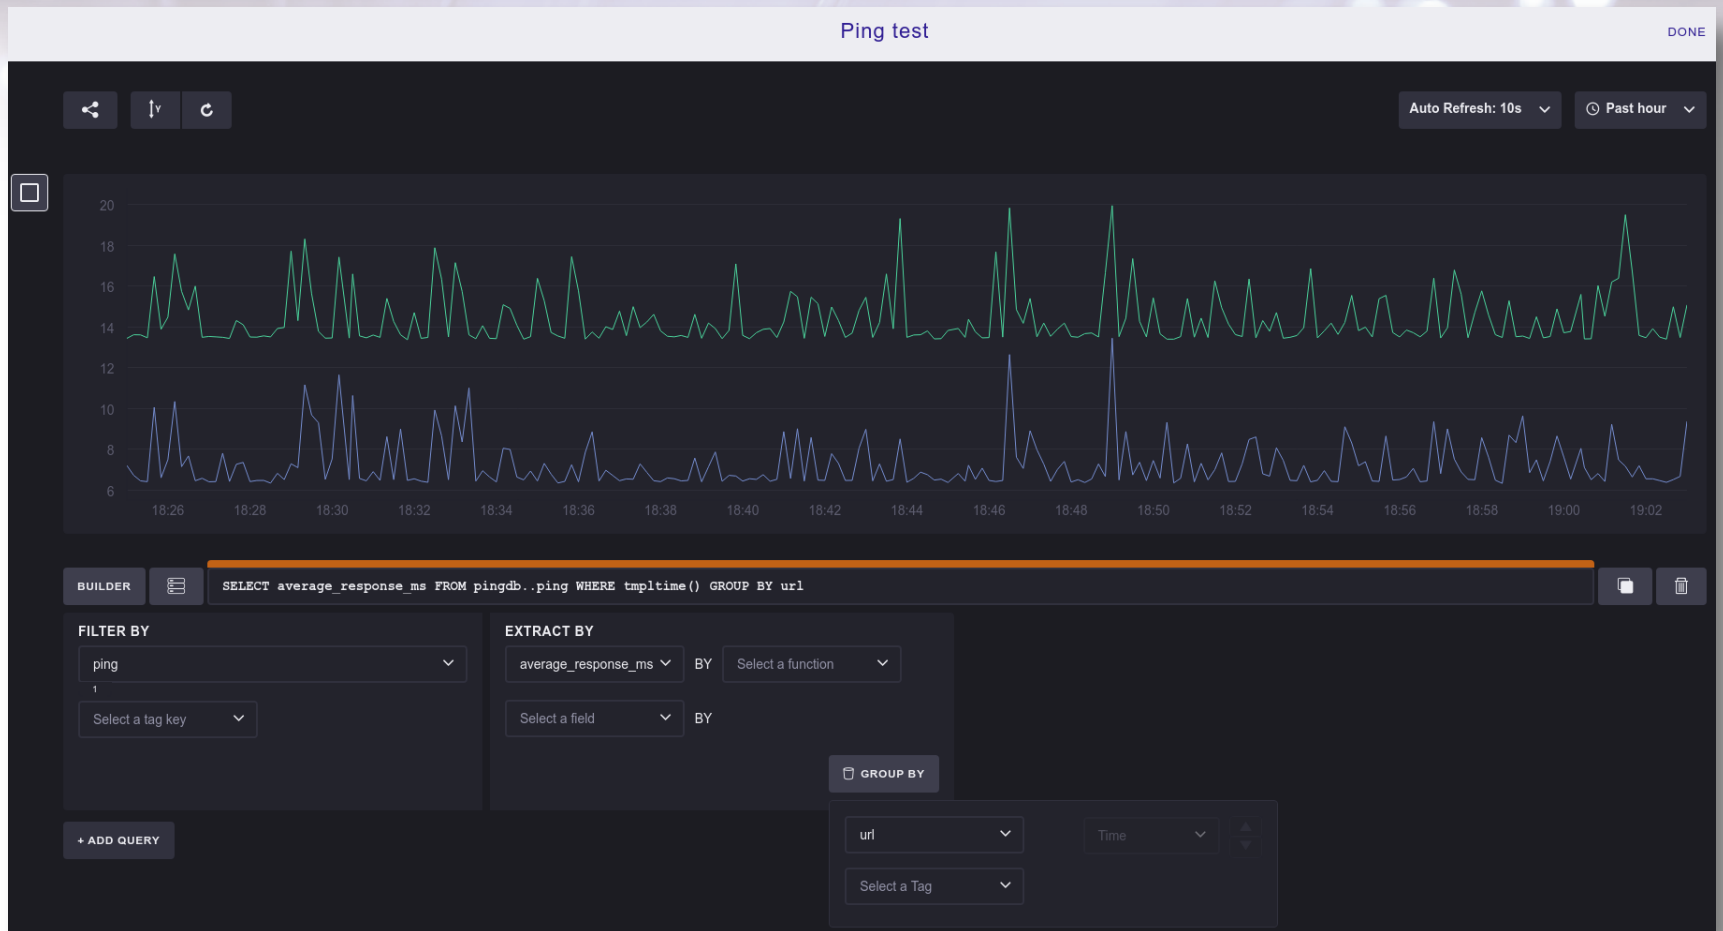 Ping test
DONE
Y
Auto Refresh: 10s
Past hour
20
18
16
14
12
10
8
6
18:26 18:28 18:30 18:32 18:34 18:36 18:38 18:40 18:42 18:44 18:46 18:48 18:50 18:52 18:54 18:56 18:58 19:00 19:02
BUILDER
SELECT average_response_ms FROM pingdb..ping WHERE tmpltime() GROUP BY url
FILTER BY
ping
1
Select a tag key
EXTRACT BY
average_response_ms BY Select a function
Select a field BY
GROUP BY
+ ADD QUERY
url
Time
Select a Tag